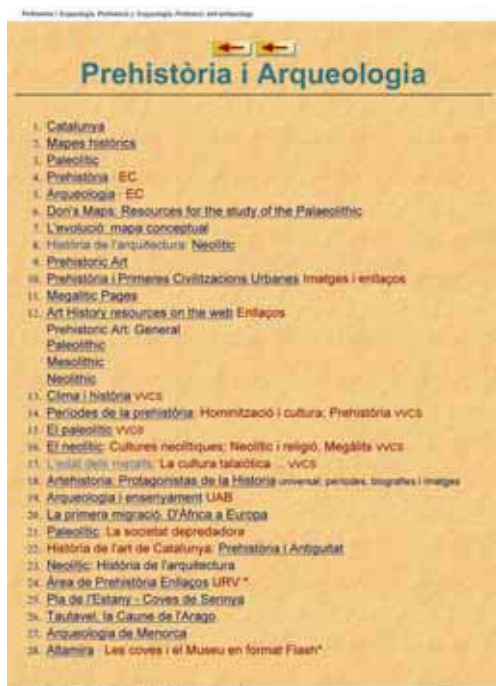 Prehistòria i Arqueologia
1. Catalunya
2. Mapes històrics
3. Paleolític
4. Prehistòria · EC
5. Arqueologia · EC
6. Don's Maps: Resources for the study of the Palaeolithic
7. L'evolució: mapa conceptual
8. Història de l'arquitectura: Neolític
9. Prehistoric Art
10. Prehistòria i Primeres Civilitzacions Urbanes Imatges i enllaços
11. Megalitic Pages
12. Art History resources on the web Enllaços
Prehistoric Art: General
Paleolithic
Mesolithic
Neolithic
13. Clima i història VVCS
14. Períodes de la prehistòria: Hominització i cultura; Prehistòria VVCS
15. El paleolític VVCS
16. El neolític: Cultures neolítiques; Neolític i religió, Megàlits VVCS
17. L'edat dels metalls: La cultura talaiòtica ... VVCS
18. Artehistoria: Protagonistas de la Historia universal, períodes, biografies i imatges
19. Arqueologia i ensenyament UAB
20. La primera migració. D'Àfrica a Europa
21. Paleolític. La societat depredadora
22. Història de l'art de Catalunya: Prehistòria i Antiguitat
23. Neolític: Història de l'arquitectura
24. Àrea de Prehistòria Enllaços URV *
25. Pla de l'Estany - Coves de Serinyà
26. Tautavel, la Caune de l'Arago
27. Arqueologia de Menorca
28. Altamira · Les coves i el Museu en format Flash*